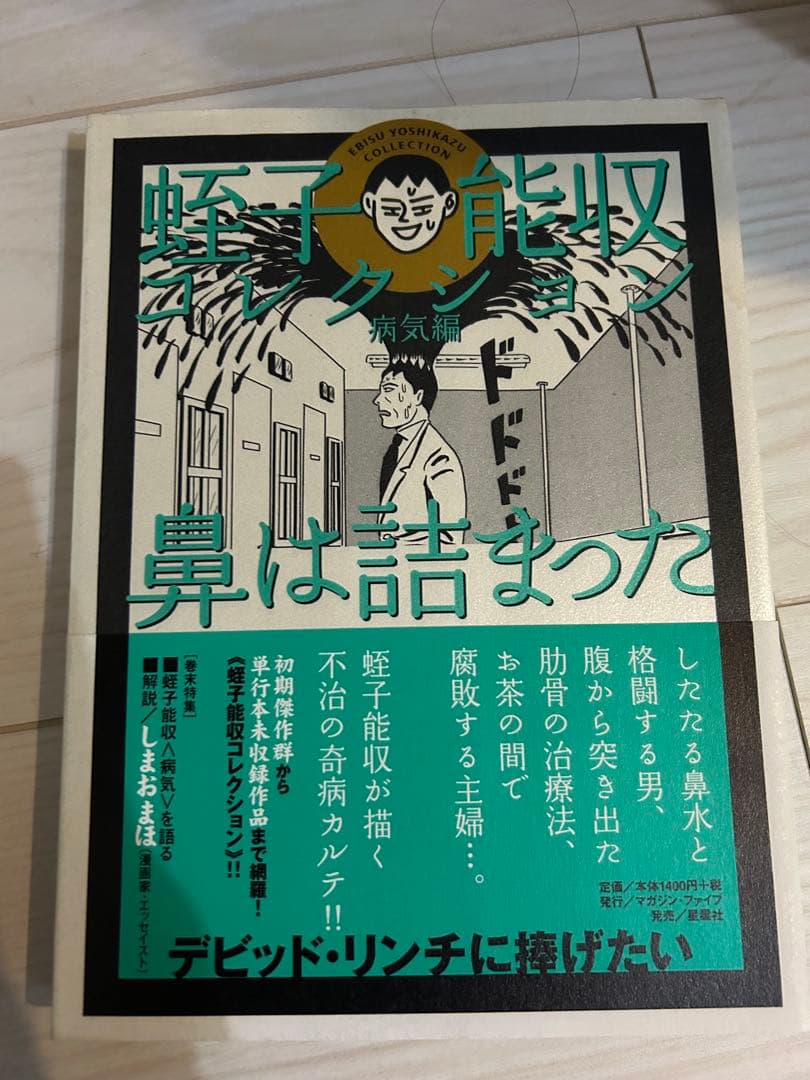 EBISU YOSHIKAZU
COLLECTION
蛭子能収
コレクション
病気編
ドドド
鼻は詰まった
したたる鼻水と
格闘する男、
腹から突き出た
肋骨の治療法、
お茶の間で
腐敗する主婦…。
蛭子能収が描く
不治の奇病カルテ!!
初期傑作群から
単行本未収録作品まで網羅!
《蛭子能収コレクション》!!
[巻末特集]
■蛭子能収<病気>を語る
■解説/しまおまほ(漫画家・エッセイスト)
定価/本体1400円+税
発行/マガジン・ファイブ
発売/星雲社
デビッド・リンチに捧げたい